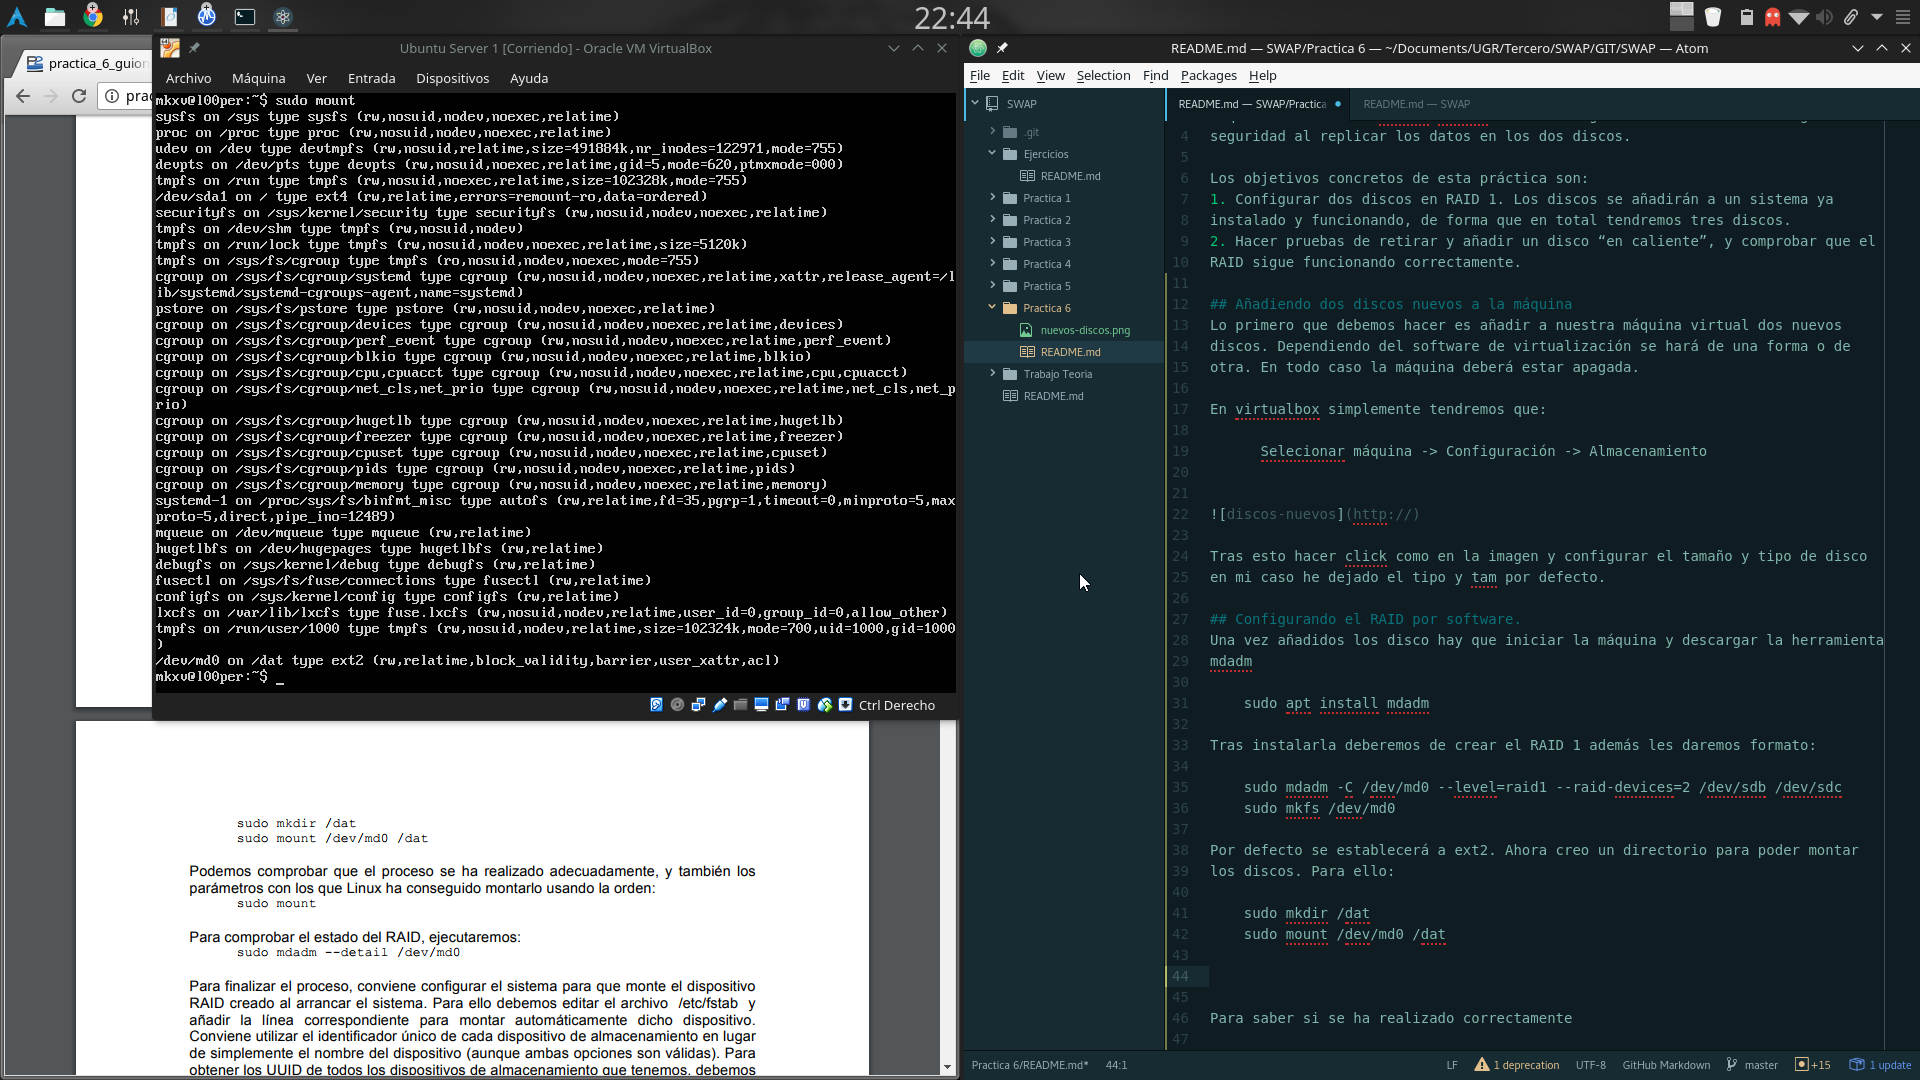 22:44
practica_6_guion
prac
Ubuntu Server 1 [Corriendo] - Oracle VM VirtualBox
Archivo Máquina Ver Entrada Dispositivos Ayuda
mkxv@l00per:~$ sudo mount
sysfs on /sys type sysfs (rw,nosuid,nodev,noexec,relatime)
proc on /proc type proc (rw,nosuid,nodev,noexec,relatime)
udev on /dev type devtmpfs (rw,nosuid,relatime,size=491884k,nr_inodes=122971,mode=755)
devpts on /dev/pts type devpts (rw,nosuid,noexec,relatime,gid=5,mode=620,ptmxmode=000)
tmpfs on /run type tmpfs (rw,nosuid,noexec,relatime,size=102328k,mode=755)
/dev/sda1 on / type ext4 (rw,relatime,errors=remount-ro,data=ordered)
securityfs on /sys/kernel/security type securityfs (rw,nosuid,nodev,noexec,relatime)
tmpfs on /dev/shm type tmpfs (rw,nosuid,nodev)
tmpfs on /run/lock type tmpfs (rw,nosuid,nodev,noexec,relatime,size=5120k)
tmpfs on /sys/fs/cgroup type tmpfs (ro,nosuid,nodev,noexec,mode=755)
cgroup on /sys/fs/cgroup/systemd type cgroup (rw,nosuid,nodev,noexec,relatime,xattr,release_agent=/l
ib/systemd/systemd-cgroups-agent,name=systemd)
pstore on /sys/fs/pstore type pstore (rw,nosuid,nodev,noexec,relatime)
cgroup on /sys/fs/cgroup/devices type cgroup (rw,nosuid,nodev,noexec,relatime,devices)
cgroup on /sys/fs/cgroup/perf_event type cgroup (rw,nosuid,nodev,noexec,relatime,perf_event)
cgroup on /sys/fs/cgroup/blkio type cgroup (rw,nosuid,nodev,noexec,relatime,blkio)
cgroup on /sys/fs/cgroup/cpu,cpuacct type cgroup (rw,nosuid,nodev,noexec,relatime,cpu,cpuacct)
cgroup on /sys/fs/cgroup/net_cls,net_prio type cgroup (rw,nosuid,nodev,noexec,relatime,net_cls,net_p
rio)
cgroup on /sys/fs/cgroup/hugetlb type cgroup (rw,nosuid,nodev,noexec,relatime,hugetlb)
cgroup on /sys/fs/cgroup/freezer type cgroup (rw,nosuid,nodev,noexec,relatime,freezer)
cgroup on /sys/fs/cgroup/cpuset type cgroup (rw,nosuid,nodev,noexec,relatime,cpuset)
cgroup on /sys/fs/cgroup/pids type cgroup (rw,nosuid,nodev,noexec,relatime,pids)
cgroup on /sys/fs/cgroup/memory type cgroup (rw,nosuid,nodev,noexec,relatime,memory)
systemd-1 on /proc/sys/fs/binfmt_misc type autofs (rw,relatime,fd=35,pgrp=1,timeout=0,minproto=5,max
proto=5,direct,pipe_ino=12489)
mqueue on /dev/mqueue type mqueue (rw,relatime)
hugetlbfs on /dev/hugepages type hugetlbfs (rw,relatime)
debugfs on /sys/kernel/debug type debugfs (rw,relatime)
fusectl on /sys/fs/fuse/connections type fusectl (rw,relatime)
configfs on /sys/kernel/config type configfs (rw,relatime)
lxcfs on /var/lib/lxcfs type fuse.lxcfs (rw,nosuid,nodev,relatime,user_id=0,group_id=0,allow_other)
tmpfs on /run/user/1000 type tmpfs (rw,nosuid,nodev,relatime,size=102324k,mode=700,uid=1000,gid=1000
)
/dev/md0 on /dat type ext2 (rw,relatime,block_validity,barrier,user_xattr,acl)
mkxv@l00per:~$ _
Ctrl Derecho
sudo mkdir /dat
sudo mount /dev/md0 /dat
Podemos comprobar que el proceso se ha realizado adecuadamente, y también los
parámetros con los que Linux ha conseguido montarlo usando la orden:
sudo mount
Para comprobar el estado del RAID, ejecutaremos:
sudo mdadm --detail /dev/md0
Para finalizar el proceso, conviene configurar el sistema para que monte el dispositivo
RAID creado al arrancar el sistema. Para ello debemos editar el archivo /etc/fstab y
añadir la línea correspondiente para montar automáticamente dicho dispositivo.
Conviene utilizar el identificador único de cada dispositivo de almacenamiento en lugar
de simplemente el nombre del dispositivo (aunque ambas opciones son válidas). Para
obtener los UUID de todos los dispositivos de almacenamiento que tenemos, debemos
README.md — SWAP/Practica 6 — ~/Documents/UGR/Tercero/SWAP/GIT/SWAP — Atom
File Edit View Selection Find Packages Help
SWAP
.git
Ejercicios
README.md
Practica 1
Practica 2
Practica 3
Practica 4
Practica 5
Practica 6
nuevos-discos.png
README.md
Trabajo Teoria
README.md
README.md — SWAP/Practica README.md — SWAP
4 seguridad al replicar los datos en los dos discos.
5
6 Los objetivos concretos de esta práctica son:
7 1. Configurar dos discos en RAID 1. Los discos se añadirán a un sistema ya
8 instalado y funcionando, de forma que en total tendremos tres discos.
9 2. Hacer pruebas de retirar y añadir un disco “en caliente”, y comprobar que el
10 RAID sigue funcionando correctamente.
11
12 ## Añadiendo dos discos nuevos a la máquina
13 Lo primero que debemos hacer es añadir a nuestra máquina virtual dos nuevos
14 discos. Dependiendo del software de virtualización se hará de una forma o de
15 otra. En todo caso la máquina deberá estar apagada.
16
17 En virtualbox simplemente tendremos que:
18
19 Selecionar máquina -> Configuración -> Almacenamiento
20
21
22 ![discos-nuevos](http://)
23
24 Tras esto hacer click como en la imagen y configurar el tamaño y tipo de disco
25 en mi caso he dejado el tipo y tam por defecto.
26
27 ## Configurando el RAID por software.
28 Una vez añadidos los disco hay que iniciar la máquina y descargar la herramienta
29 mdadm
30
31 sudo apt install mdadm
32
33 Tras instalarla deberemos de crear el RAID 1 además les daremos formato:
34
35 sudo mdadm -C /dev/md0 --level=raid1 --raid-devices=2 /dev/sdb /dev/sdc
36 sudo mkfs /dev/md0
37
38 Por defecto se establecerá a ext2. Ahora creo un directorio para poder montar
39 los discos. Para ello:
40
41 sudo mkdir /dat
42 sudo mount /dev/md0 /dat
43
44
45
46 Para saber si se ha realizado correctamente
47
Practica 6/README.md* 44:1 LF 1 deprecation UTF-8 GitHub Markdown master +15 1 update